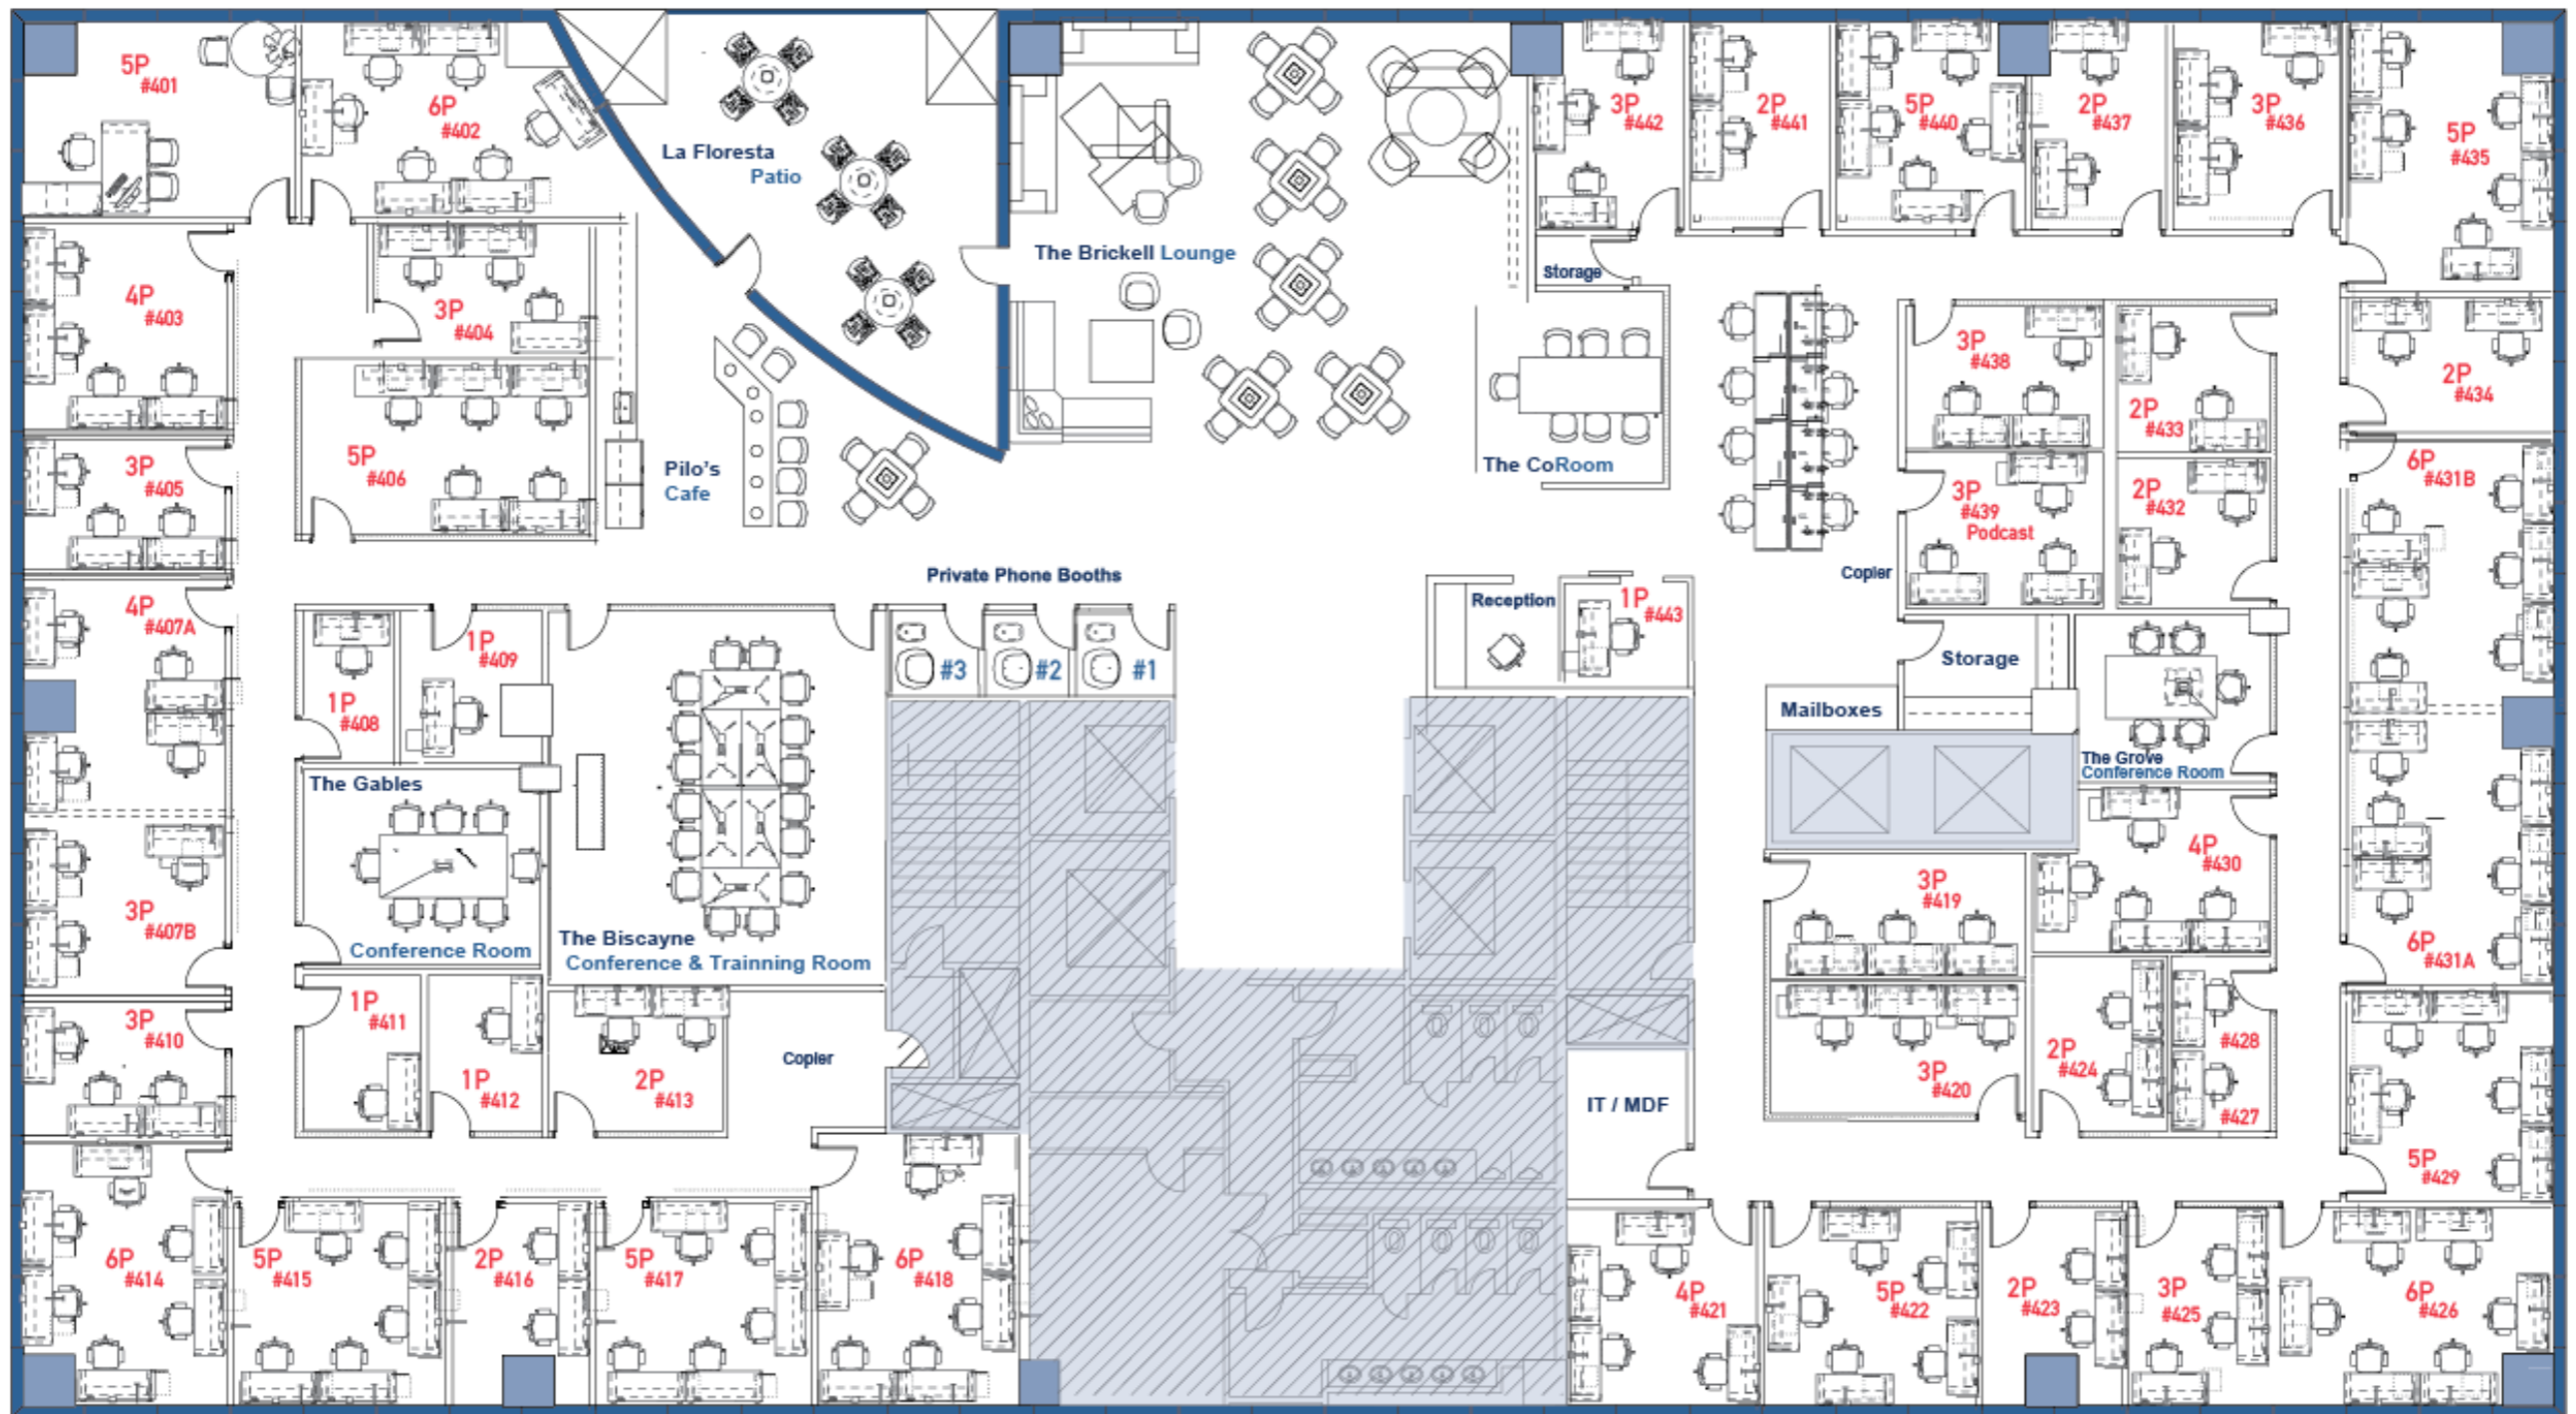 5P
#401
6P
#402
La Floresta
Patio
The Brickell Lounge
3P
#442
2P
#441
5P
#440
2P
#437
3P
#436
5P
#435
4P
#403
3P
#404
Storage
3P
#438
2P
#433
2P
#434
3P
#405
5P
#406
Pilo's
Cafe
The CoRoom
3P
#439
Podcast
2P
#432
6P
#431B
Private Phone Booths
Copier
4P
#407A
1P
#408
1P
#409
#3
#2
#1
Reception
1P
#443
Storage
Mailboxes
The Grove
Conference Room
The Gables
Conference Room
The Biscayne
Conference & Trainning Room
3P
#407B
3P
#419
4P
#430
6P
#431A
3P
#410
1P
#411
1P
#412
2P
#413
Copier
IT / MDF
3P
#420
2P
#424
#428
#427
5P
#429
6P
#414
5P
#415
2P
#416
5P
#417
6P
#418
4P
#421
5P
#422
2P
#423
3P
#425
6P
#426